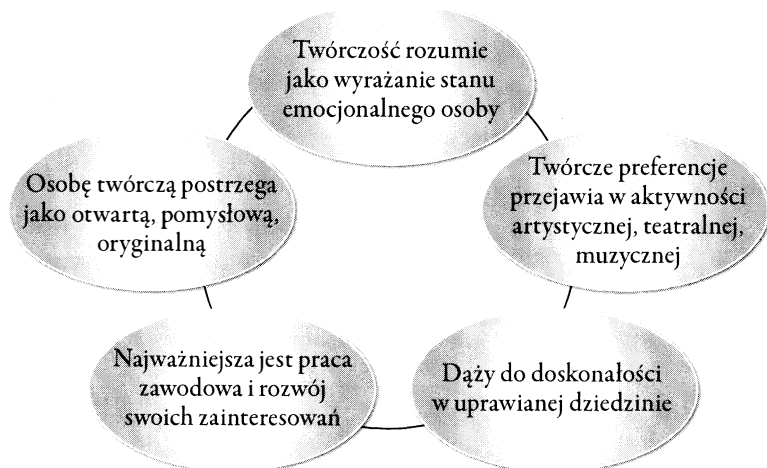 Twórczość rozumie
jako wyrażanie stanu
emocjonalnego osoby
Twórcze preferencje
przejawia w aktywności
artystycznej, teatralnej,
muzycznej
Dąży do doskonałości
w uprawianej dziedzinie
Najważniejsza jest praca
zawodowa i rozwój
swoich zainteresowań
Osobę twórczą postrzega
jako otwartą, pomysłową,
oryginalną